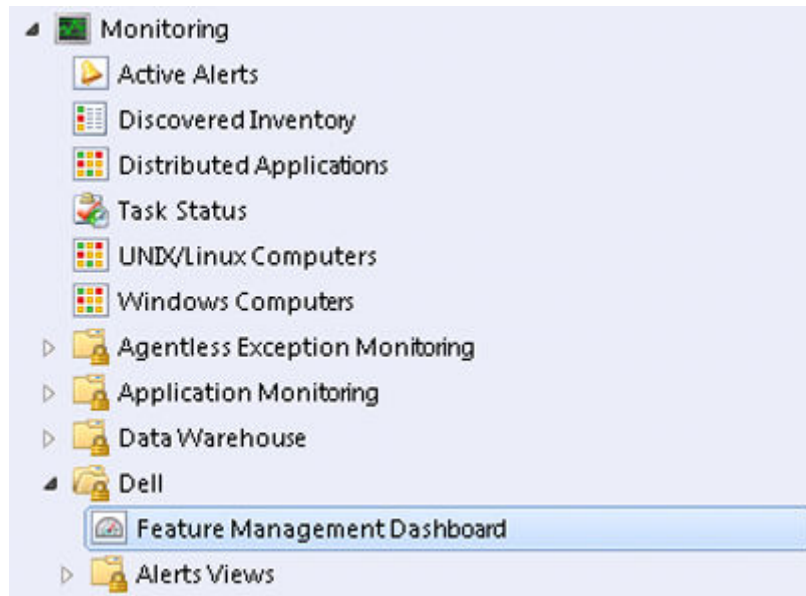 Monitoring
Active Alerts
Discovered Inventory
Distributed Applications
Task Status
UNIX/Linux Computers
Windows Computers
Agentless Exception Monitoring
Application Monitoring
Data Warehouse
Dell
Feature Management Dashboard
Alerts Views